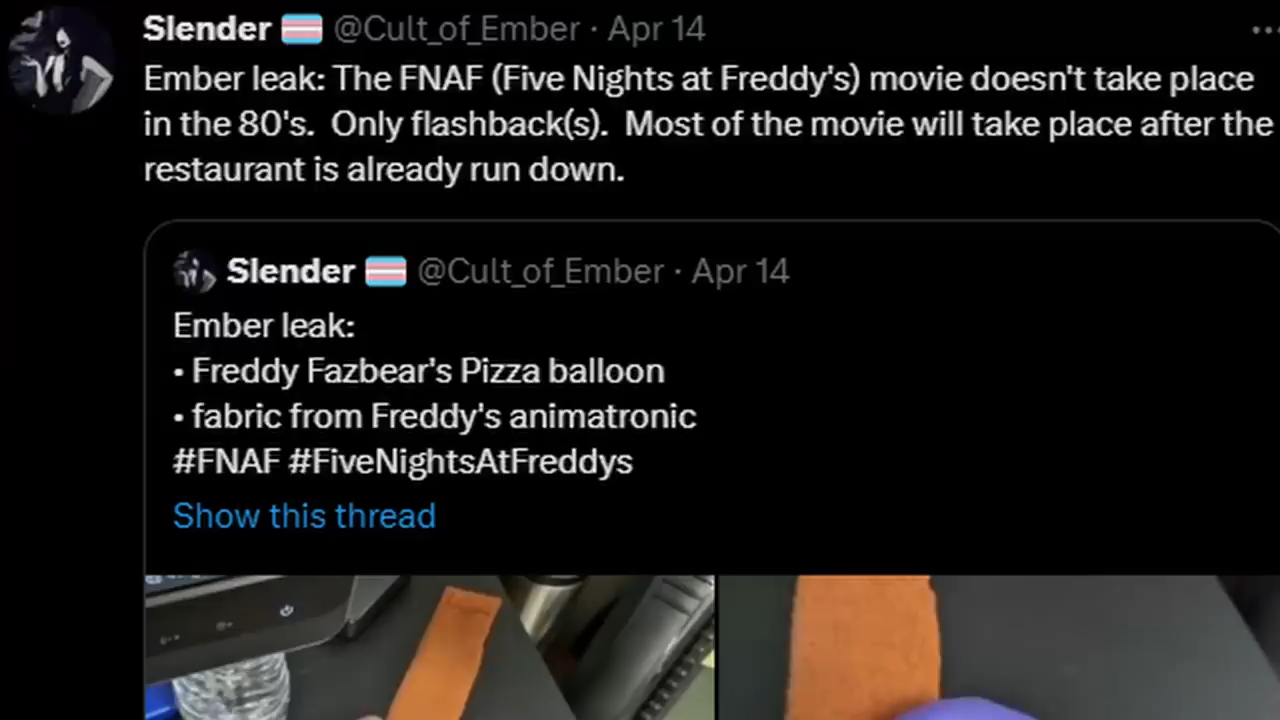 Slender @Cult_of_Ember · Apr 14
Ember leak: The FNAF (Five Nights at Freddy's) movie doesn't take place
in the 80's. Only flashback(s). Most of the movie will take place after the
restaurant is already run down.
Slender @Cult_of_Ember · Apr 14
Ember leak:
• Freddy Fazbear's Pizza balloon
• fabric from Freddy's animatronic
#FNAF #FiveNightsAtFreddys
Show this thread